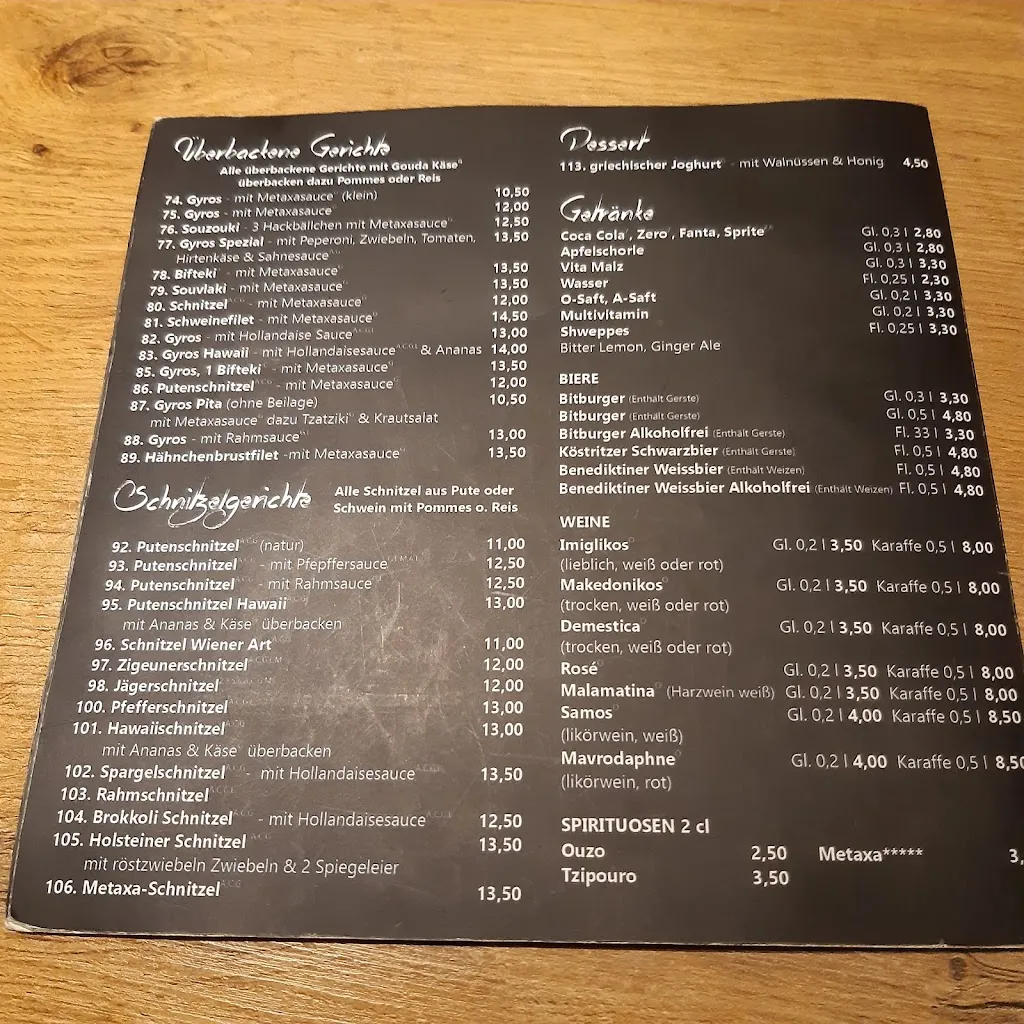 Überbackene Gerichte
Alle überbackene Gerichte mit Gouda Käse
überbacken dazu Pommes oder Reis
74. Gyros - mit Metaxasauce (klein) 10,50
75. Gyros - mit Metaxasauce 12,00
76. Souzouki - 3 Hackbällchen mit Metaxasauce 12,50
77. Gyros Spezial - mit Peperoni, Zwiebeln, Tomaten, 13,50
Hirtenkäse & Sahnesauce
78. Bifteki - mit Metaxasauce 13,50
79. Souvlaki - mit Metaxasauce 13,50
80. Schnitzel - mit Metaxasauce 12,00
81. Schweinefilet - mit Metaxasauce 14,50
82. Gyros - mit Hollandaise Sauce 13,00
83. Gyros Hawaii - mit Hollandaisesauce & Ananas 14,00
85. Gyros, 1 Bifteki - mit Metaxasauce 13,50
86. Putenschnitzel - mit Metaxasauce 12,00
87. Gyros Pita (ohne Beilage) 10,50
mit Metaxasauce dazu Tzatziki & Krautsalat
88. Gyros - mit Rahmsauce 13,00
89. Hähnchenbrustfilet -mit Metaxasauce 13,50
Schnitzelgerichte
Alle Schnitzel aus Pute oder
Schwein mit Pommes o. Reis
92. Putenschnitzel (natur) 11,00
93. Putenschnitzel - mit Pfepffersauce 12,50
94. Putenschnitzel - mit Rahmsauce 12,50
95. Putenschnitzel Hawaii 13,00
mit Ananas & Käse überbacken
96. Schnitzel Wiener Art 11,00
97. Zigeunerschnitzel 12,00
98. Jägerschnitzel 12,00
100. Pfefferschnitzel 13,00
101. Hawaiischnitzel 13,00
mit Ananas & Käse überbacken
102. Spargelschnitzel - mit Hollandaisesauce 13,50
103. Rahmschnitzel
104. Brokkoli Schnitzel - mit Hollandaisesauce 12,50
105. Holsteiner Schnitzel 13,50
mit röstzwiebeln Zwiebeln & 2 Spiegeleier
106. Metaxa-Schnitzel 13,50
Dessert
113. griechischer Joghurt - mit Walnüssen & Honig 4,50
Getränke
Coca Cola, Zero, Fanta, Sprite Gl. 0,3 l 2,80
Apfelschorle Gl. 0,3 l 2,80
Vita Malz Gl. 0,3 l 3,30
Wasser Fl. 0,25 l 2,30
O-Saft, A-Saft Gl. 0,2 l 3,30
Multivitamin Gl. 0,2 l 3,30
Shweppes Fl. 0,25 l 3,30
Bitter Lemon, Ginger Ale
BIERE
Bitburger (Enthält Gerste) Gl. 0,3 l 3,30
Bitburger (Enthält Gerste) Gl. 0,5 l 4,80
Bitburger Alkoholfrei (Enthält Gerste) Fl. 33 l 3,30
Köstritzer Schwarzbier (Enthält Gerste) Gl. 0,5 l 4,80
Benediktiner Weissbier (Enthält Weizen) Fl. 0,5 l 4,80
Benediktiner Weissbier Alkoholfrei (Enthält Weizen) Fl. 0,5 l 4,80
WEINE
Imiglikos Gl. 0,2 l 3,50 Karaffe 0,5 l 8,00
(lieblich, weiß oder rot)
Makedonikos Gl. 0,2 l 3,50 Karaffe 0,5 l 8,00
(trocken, weiß oder rot)
Demestica Gl. 0,2 l 3,50 Karaffe 0,5 l 8,00
(trocken, weiß oder rot)
Rosé Gl. 0,2 l 3,50 Karaffe 0,5 l 8,00
Malamatina (Harzwein weiß) Gl. 0,2 l 3,50 Karaffe 0,5 l 8,00
Samos Gl. 0,2 l 4,00 Karaffe 0,5 l 8,50
(likörwein, weiß)
Mavrodaphne Gl. 0,2 l 4,00 Karaffe 0,5 l 8,50
(likörwein, rot)
SPIRITUOSEN 2 cl
Ouzo 2,50 Metaxa***** 3,
Tzipouro 3,50